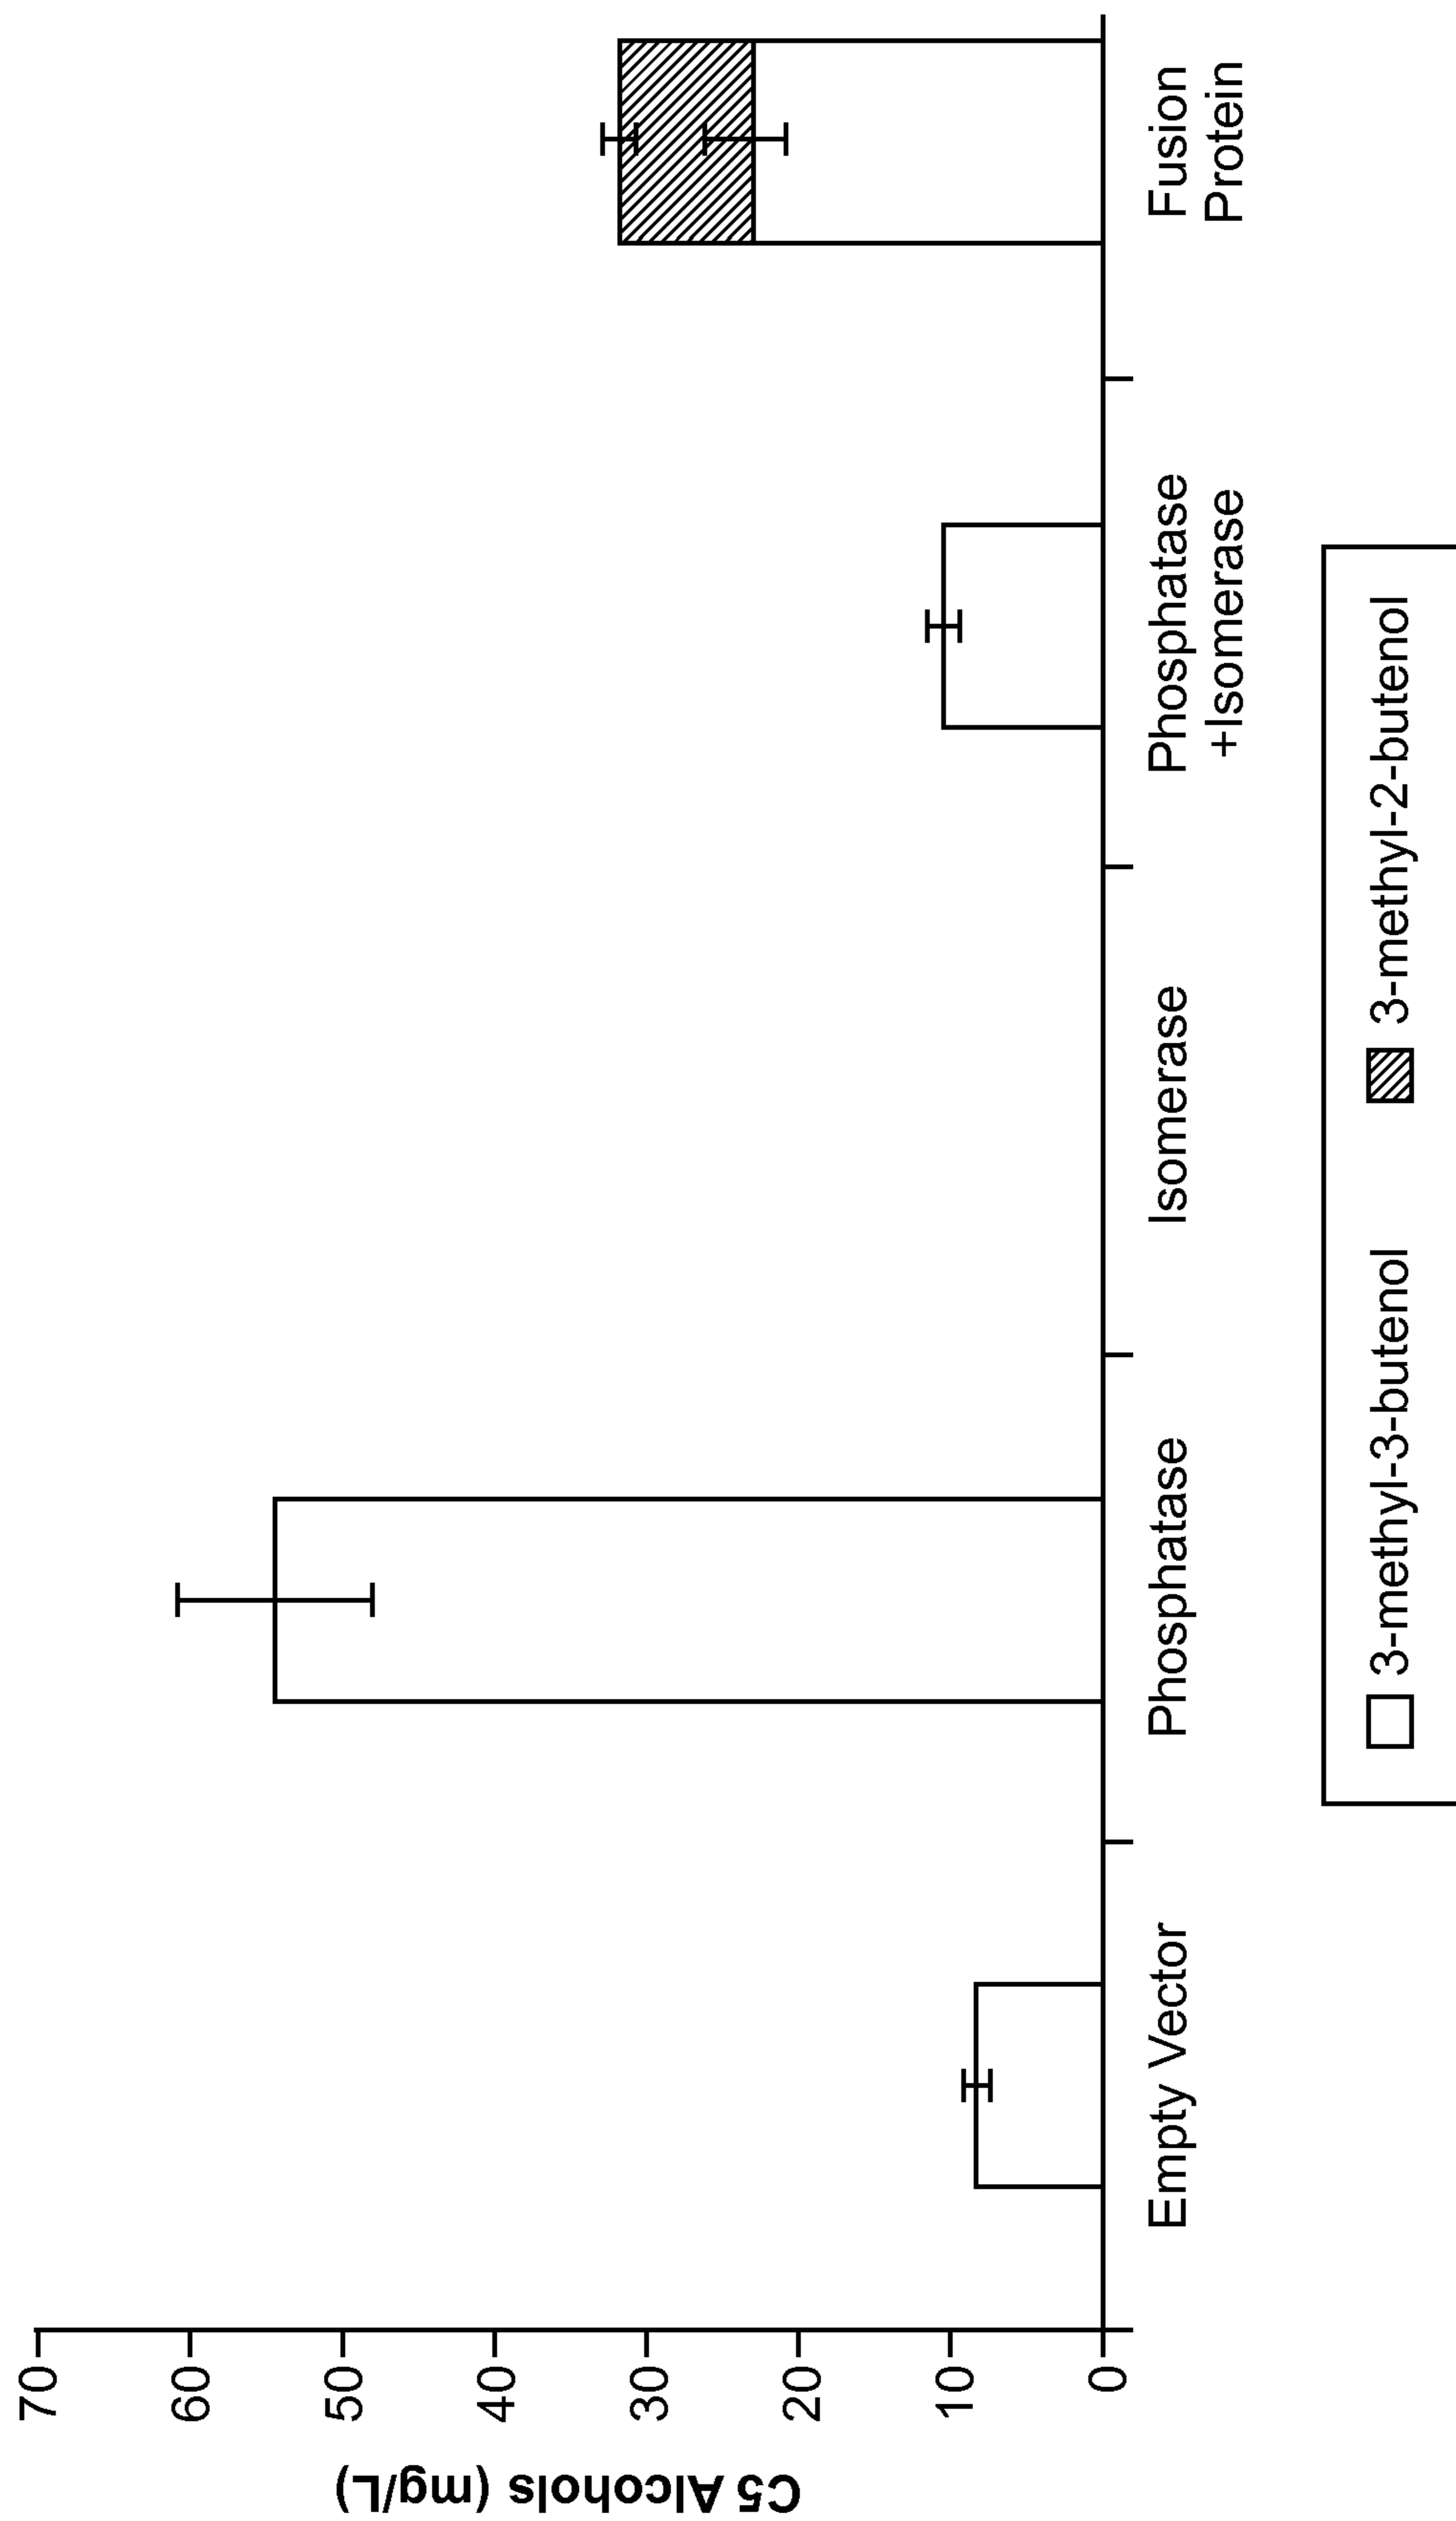 C5 Alcohols (mg/L)
70
60
50
40
30
20
10
0
Empty Vector
Phosphatase
Isomerase
Phosphatase
+Isomerase
Fusion
Protein
3-methyl-3-butenol
3-methyl-2-butenol